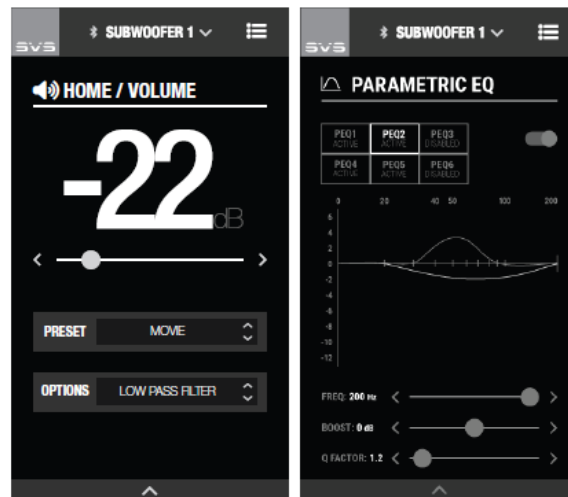 SVS
SUBWOOFER 1
HOME / VOLUME
-22 dB
PRESET MOVIE
OPTIONS LOW PASS FILTER
SVS
SUBWOOFER 1
PARAMETRIC EQ
PEQ1 PEQ2 PEQ3
ACTIVE ACTIVE DISABLED
PEQ4 PEQ5 PEQ6
ACTIVE ACTIVE DISABLED
0 20 40 50 100 200
6
4
2
0
-2
-4
-6
-8
-10
-12
FREQ: 200 Hz
BOOST: 0 dB
Q FACTOR: 1.2